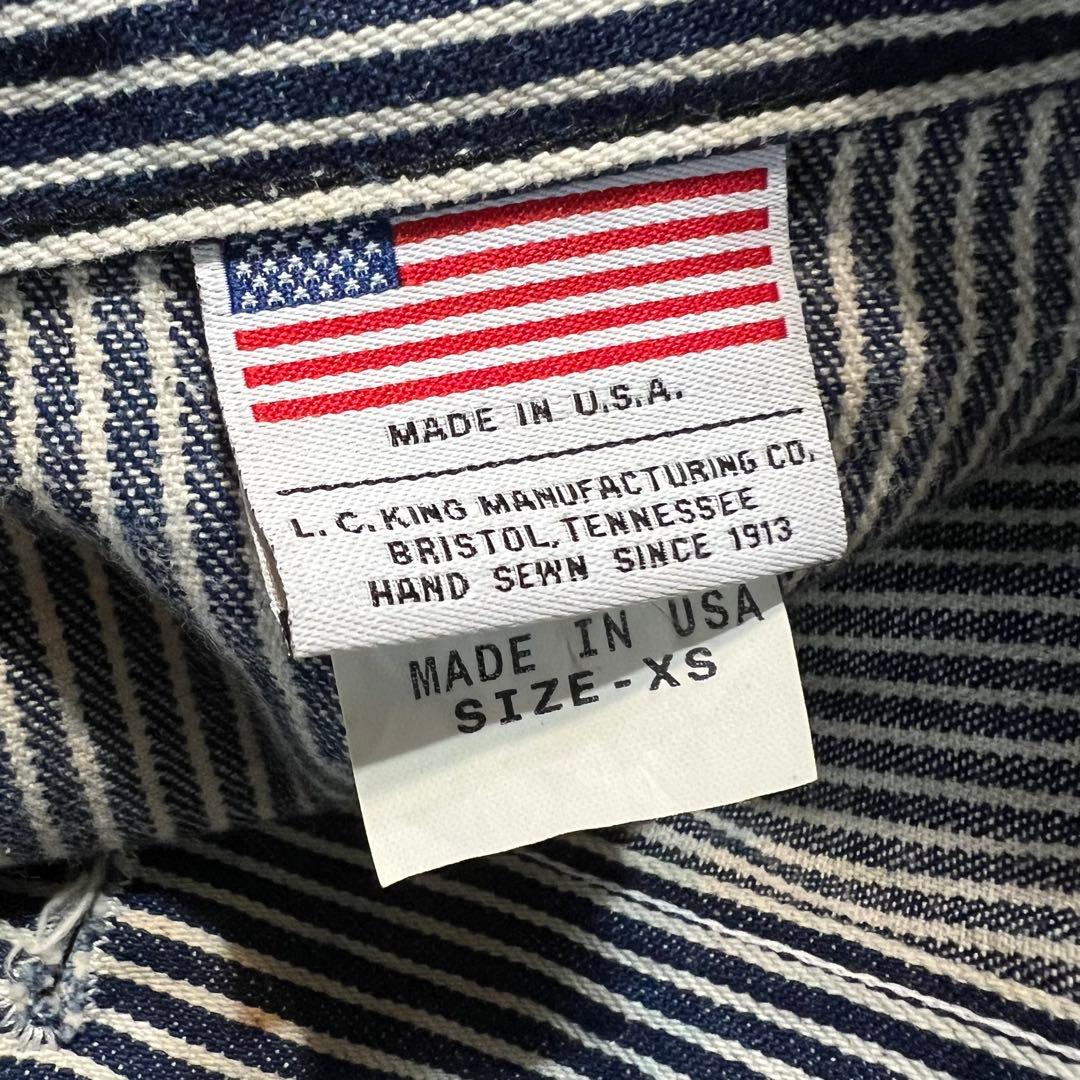 MADE IN U.S.A.
L.C.KING MANUFACTURING CO.
BRISTOL,TENNESSEE
HAND SEWN SINCE 1913
MADE IN USA
SIZE-XS